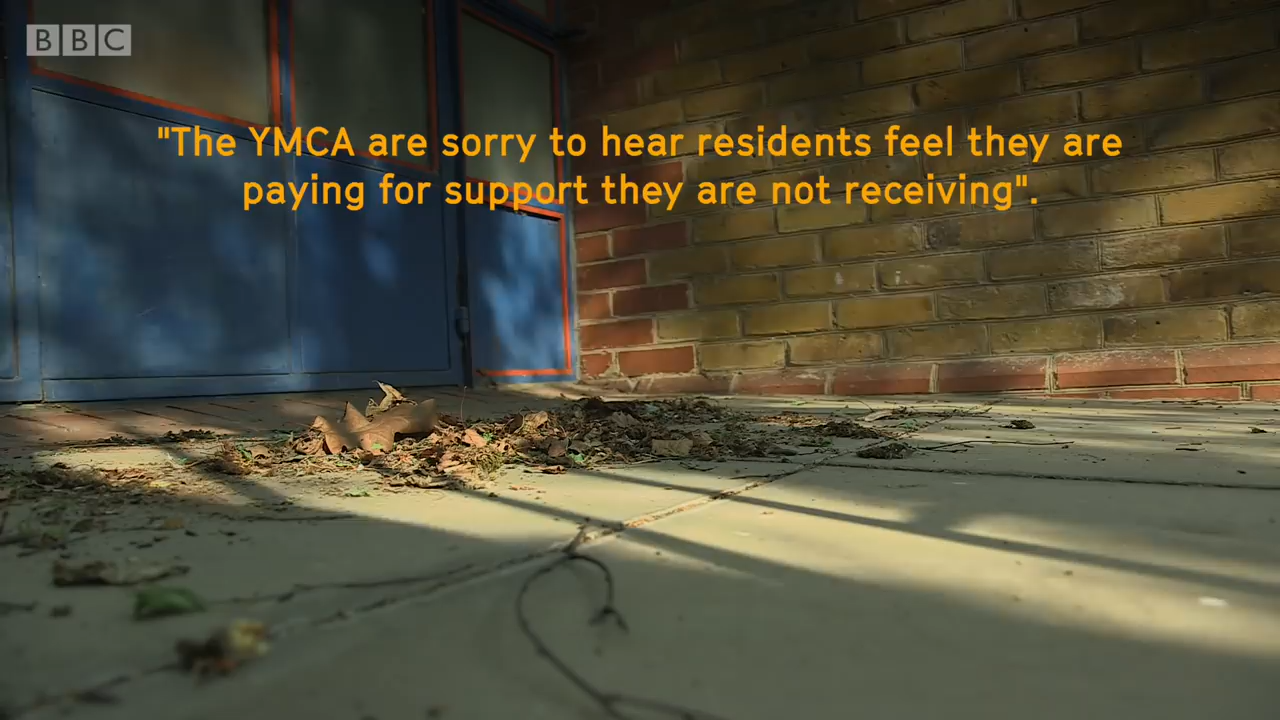 BBC
"The YMCA are sorry to hear residents feel they are
paying for support they are not receiving".